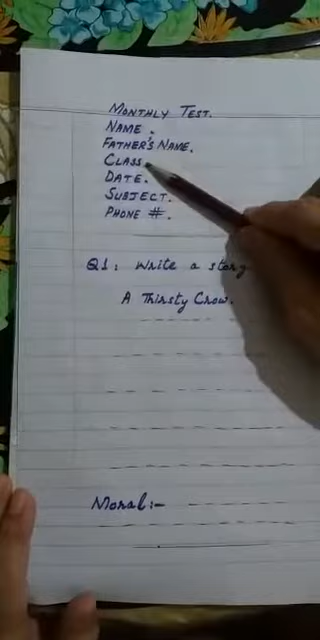 MONTHLY TEST.
NAME .
FATHER'S NAME.
CLASS.
DATE.
SUBJECT.
PHONE #.
Q1: Write a story
A Thirsty Crow.
Moral:-